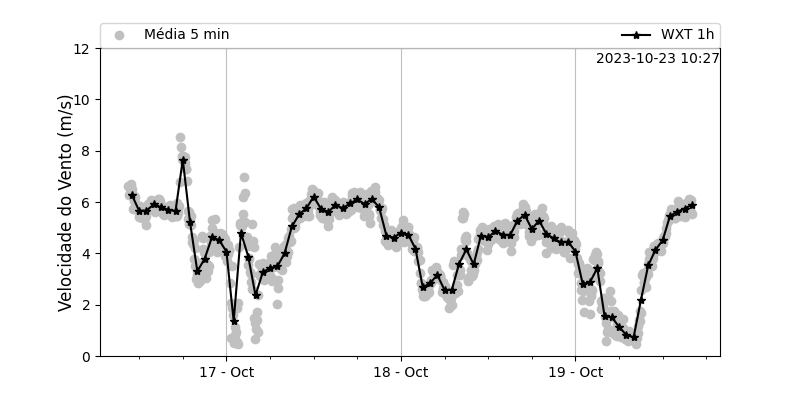 Média 5 min
WXT 1h
2023-10-23 10:27
Velocidade do Vento (m/s)
12
10
8
6
4
2
0
17 - Oct
18 - Oct
19 - Oct